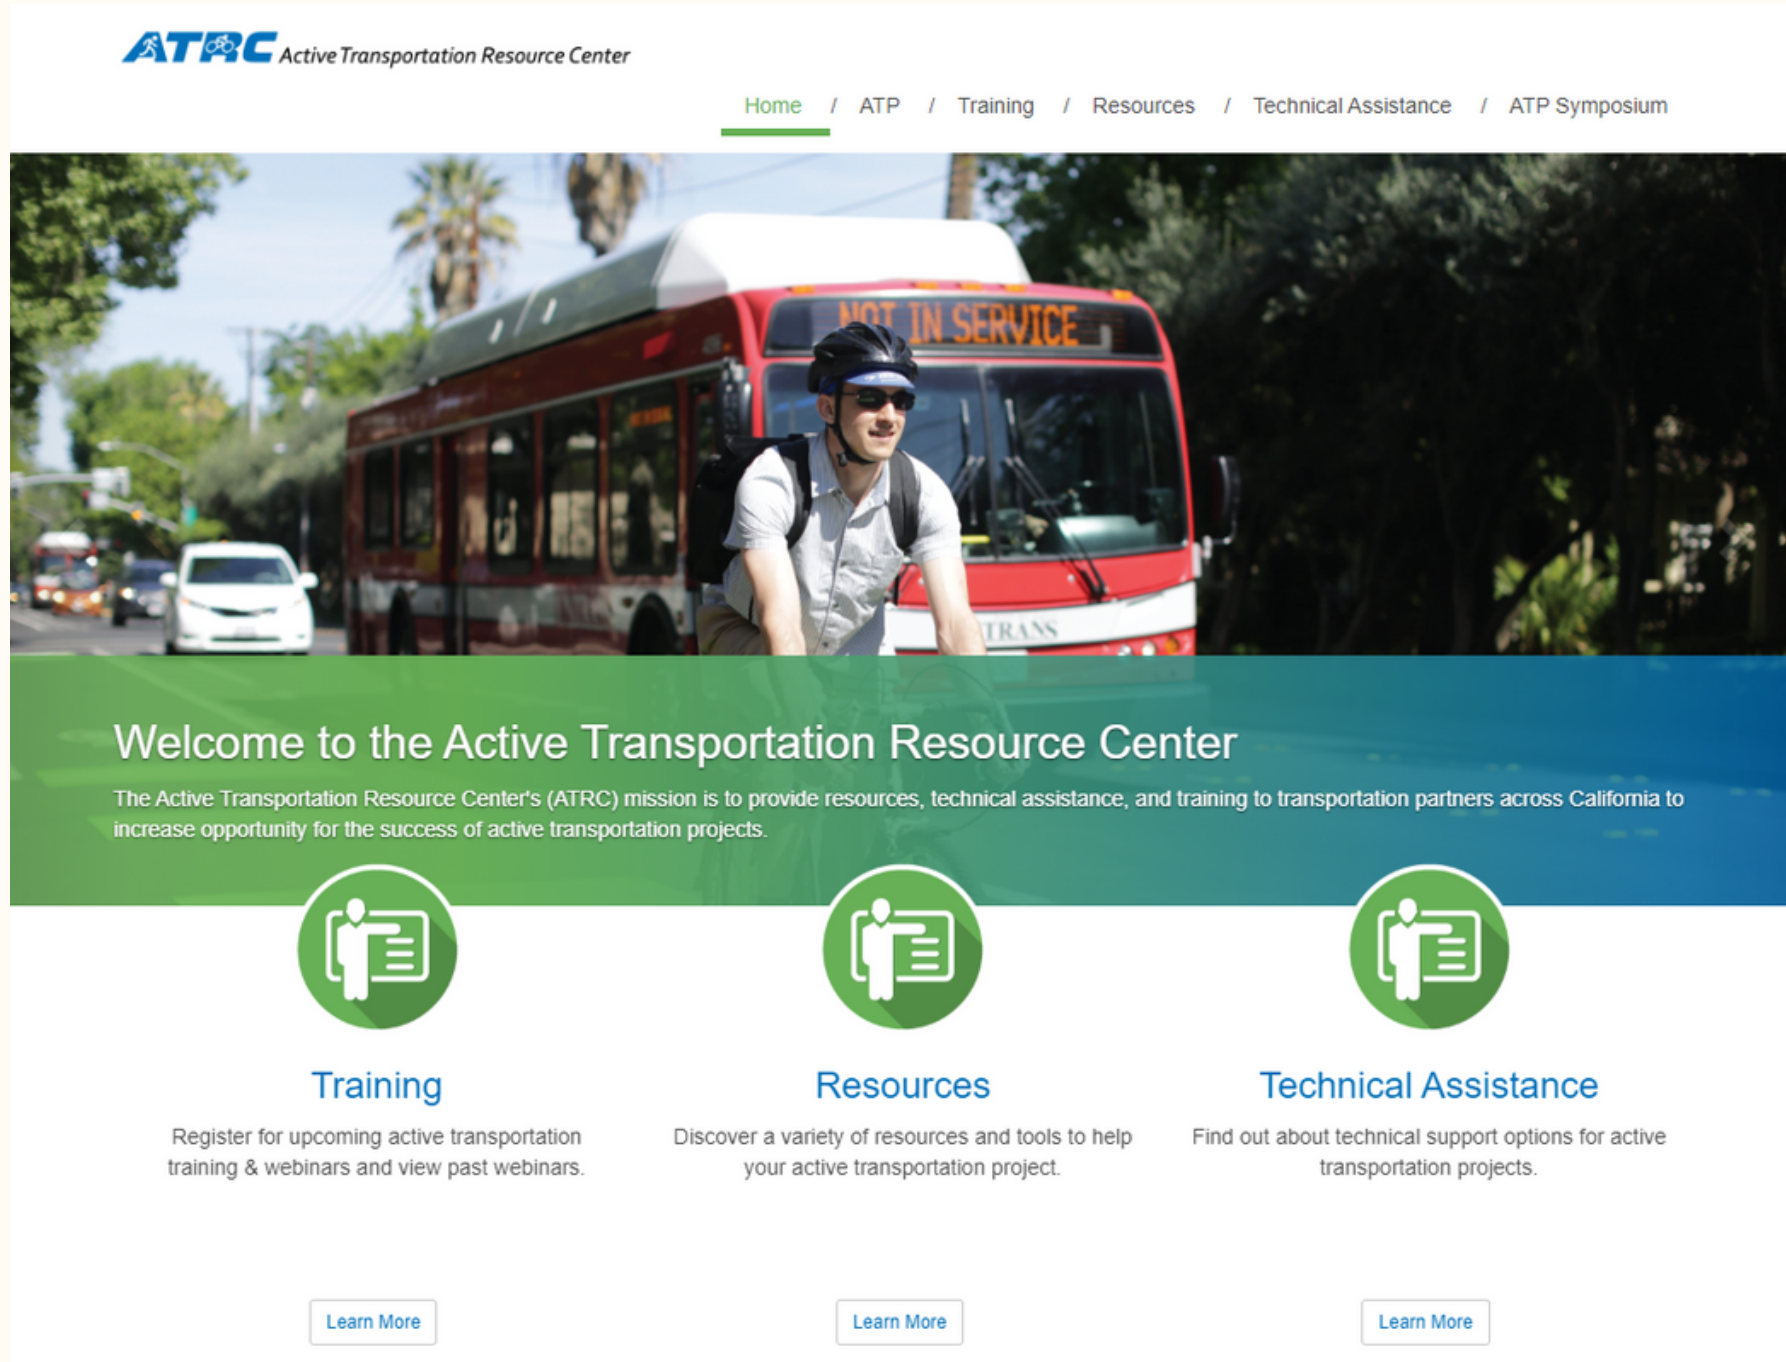 ATRC Active Transportation Resource Center
Home / ATP / Training / Resources / Technical Assistance / ATP Symposium
NOT IN SERVICE
TRANS
Welcome to the Active Transportation Resource Center
The Active Transportation Resource Center's (ATRC) mission is to provide resources, technical assistance, and training to transportation partners across California to
increase opportunity for the success of active transportation projects.
Training
Register for upcoming active transportation
training & webinars and view past webinars.
Learn More
Resources
Discover a variety of resources and tools to help
your active transportation project.
Learn More
Technical Assistance
Find out about technical support options for active
transportation projects.
Learn More